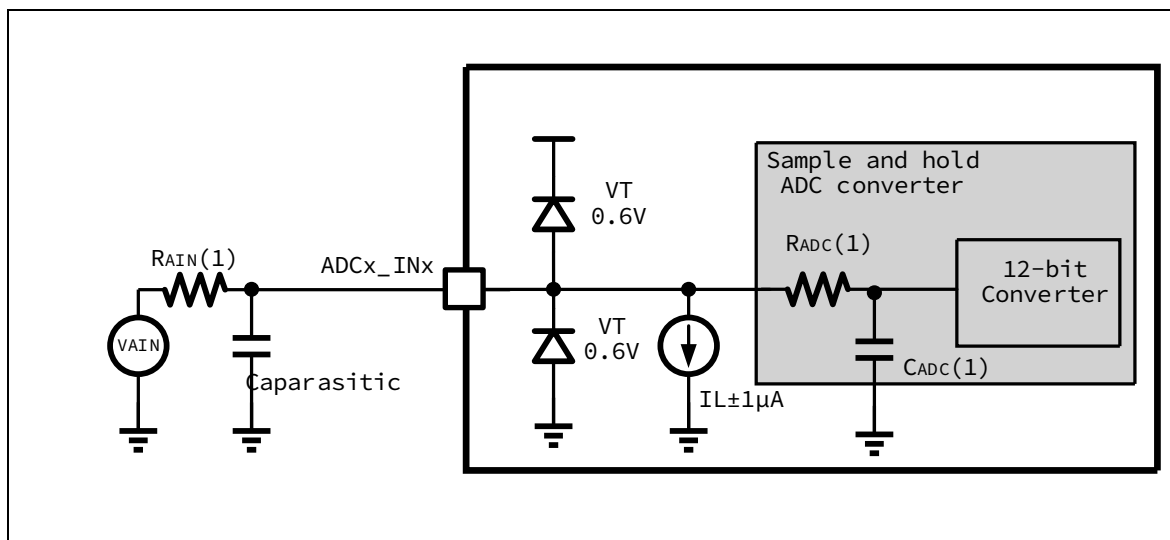 Sample and hold
ADC converter
VT
0.6V
RADC(1)
RAIN(1)
ADCx_INx
12-bit
Converter
VAIN
VT
0.6V
Caparasitic
CADC(1)
IL±1μA